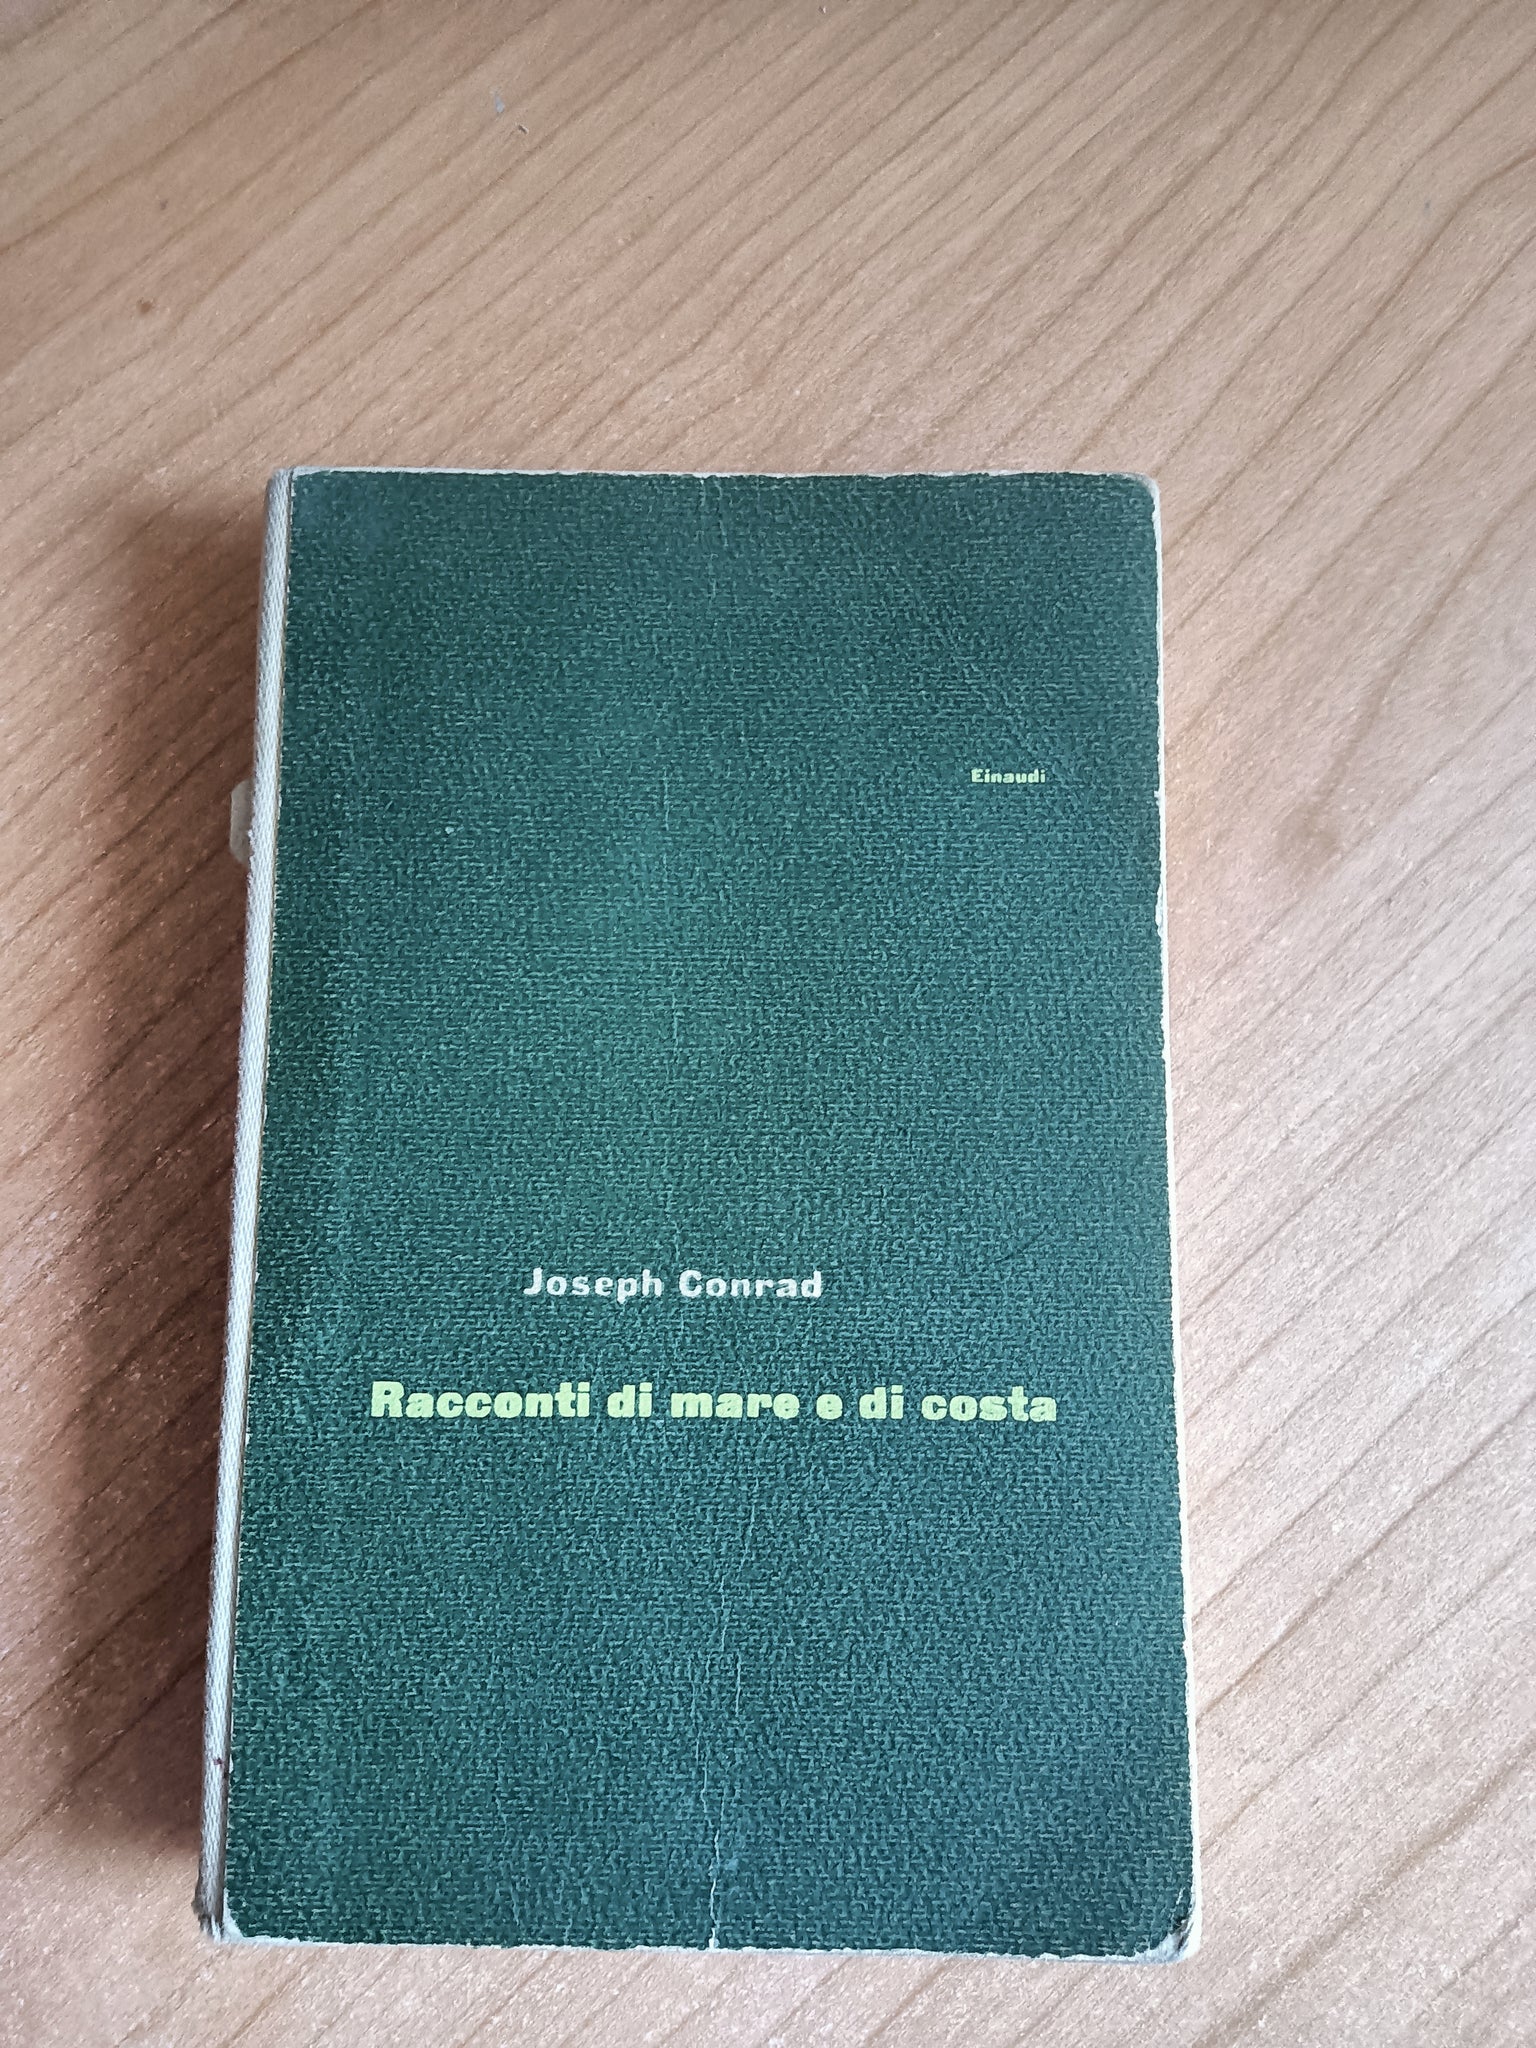 Einaudi
Joseph Conrad
Racconti di mare e di costa